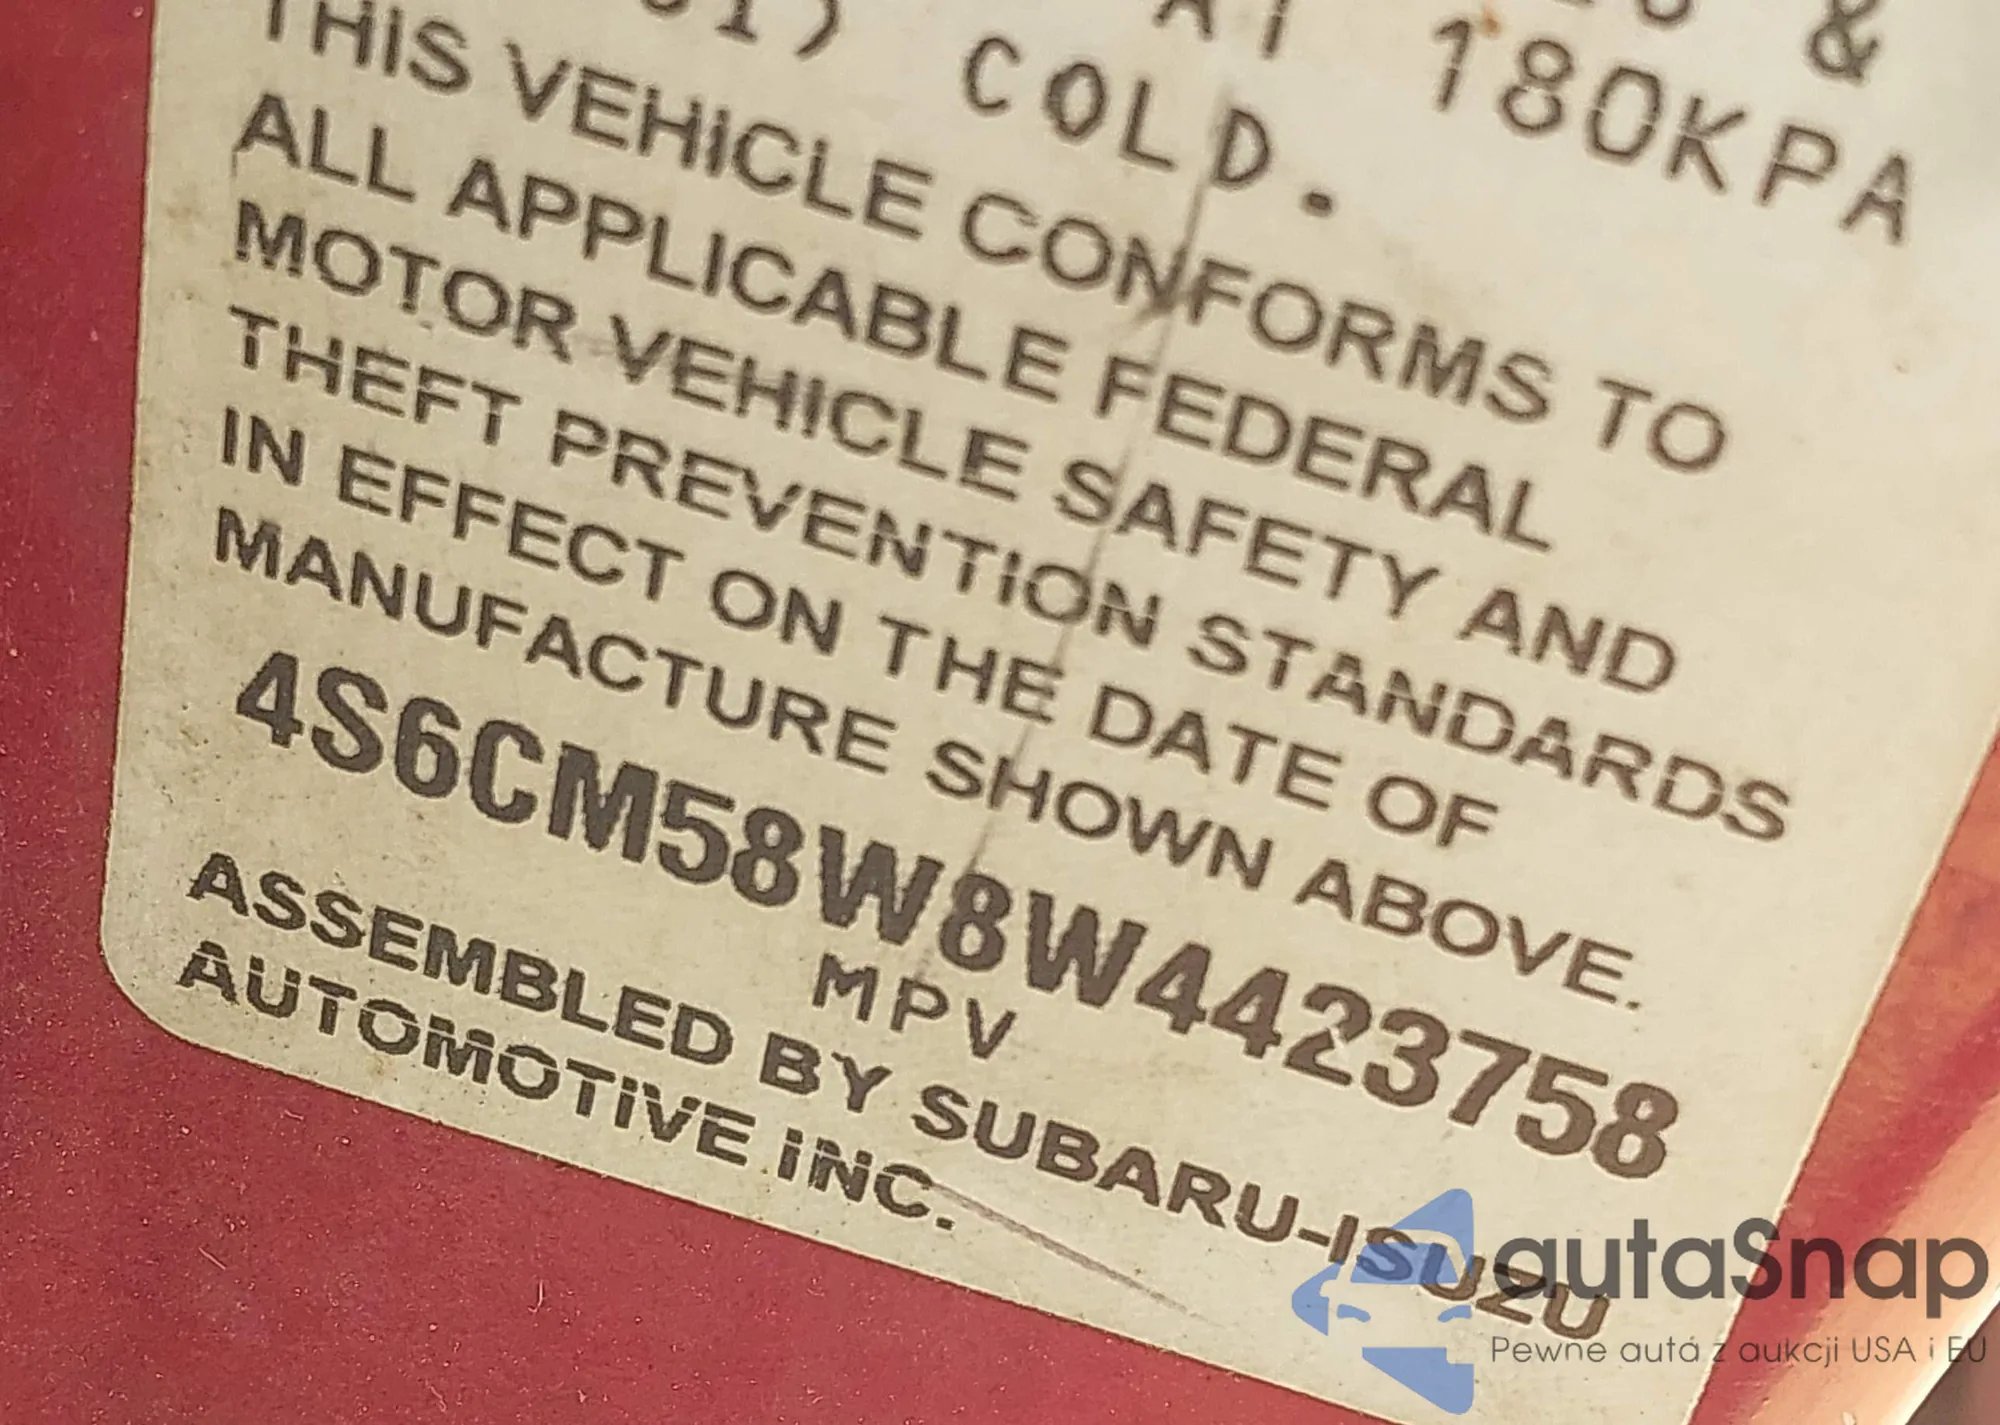 &
AT 180KPA
COLD.
THIS VEHICLE CONFORMS TO
ALL APPLICABLE FEDERAL
MOTOR VEHICLE SAFETY AND
THEFT PREVENTION STANDARDS
IN EFFECT ON THE DATE OF
MANUFACTURE SHOWN ABOVE.
4S6CM58W8W4423758
MPV
ASSEMBLED BY SUBARU-ISUZU
AUTOMOTIVE INC.
autaSnap
Pewne autá z aukcji USA i EU